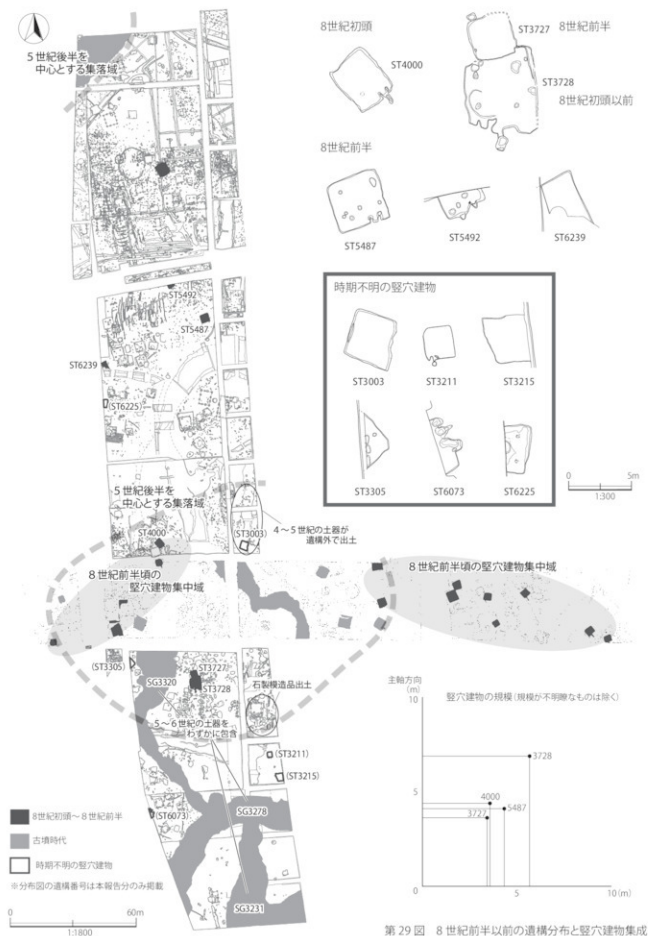 5世紀後半を
中心とする集落域
8世紀初頭
ST4000
ST3727
8世紀前半
ST3728
8世紀初頭以前
8世紀前半
ST5487
ST5492
ST6239
時期不明の竪穴建物
ST3003
ST3211
ST3215
ST3305
ST6073
ST6225
0
5m
1:300
ST5492
ST5487
ST6239
(ST6225)
5世紀後半を
中心とする集落域
ST4000
(ST3003)
4～5世紀の土器が
遺構外で出土
8世紀前半頃の
竪穴建物集中域
8世紀前半頃の竪穴建物集中域
(ST3305)
SG3320
ST3727
ST3728
石製模造品出土
5～6世紀の土器を
わずかに包含
(ST3211)
(ST3215)
SG3278
(ST6073)
SG3231
8世紀初頭～8世紀前半
古墳時代
時期不明の竪穴建物
※分布図の遺構番号は本報告分のみ掲載
0
60m
1:1800
主軸方向
(m)
竪穴建物の規模(規模が不明瞭なものは除く)
10
5
0
3728
4000
5487
3727
5
10(m)
第29図 8世紀前半以前の遺構分布と竪穴建物集成